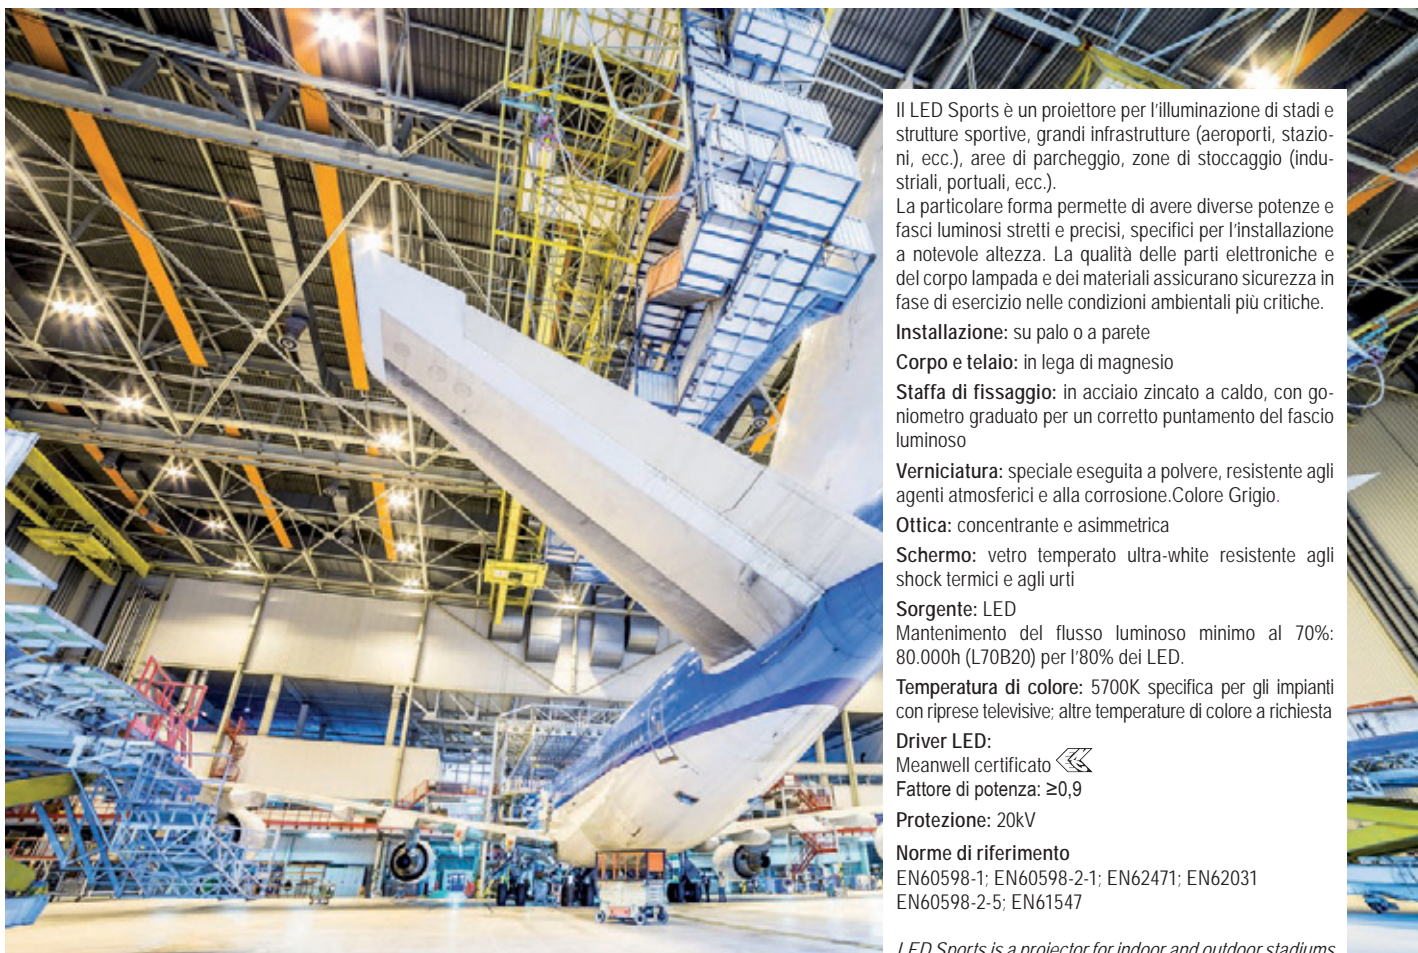 Il LED Sports è un proiettore per l'illuminazione di stadi e
strutture sportive, grandi infrastrutture (aeroporti, stazio-
ni, ecc.), aree di parcheggio, zone di stoccaggio (indu-
striali, portuali, ecc.).
La particolare forma permette di avere diverse potenze e
fasci luminosi stretti e precisi, specifici per l'installazione
a notevole altezza. La qualità delle parti elettroniche e
del corpo lampada e dei materiali assicurano sicurezza in
fase di esercizio nelle condizioni ambientali più critiche.
Installazione: su palo o a parete
Corpo e telaio: in lega di magnesio
Staffa di fissaggio: in acciaio zincato a caldo, con go-
niometro graduato per un corretto puntamento del fascio
luminoso
Verniciatura: speciale eseguita a polvere, resistente agli
agenti atmosferici e alla corrosione.Colore Grigio.
Ottica: concentrante e asimmetrica
Schermo: vetro temperato ultra-white resistente agli
shock termici e agli urti
Sorgente: LED
Mantenimento del flusso luminoso minimo al 70%:
80.000h (L70B20) per l'80% dei LED.
Temperatura di colore: 5700K specifica per gli impianti
con riprese televisive; altre temperature di colore a richiesta
Driver LED:
Meanwell certificato
Fattore di potenza: ≥0,9
Protezione: 20kV
Norme di riferimento
EN60598-1; EN60598-2-1; EN62471; EN62031
EN60598-2-5; EN61547
LED Sports is a projector for indoor and outdoor stadiums